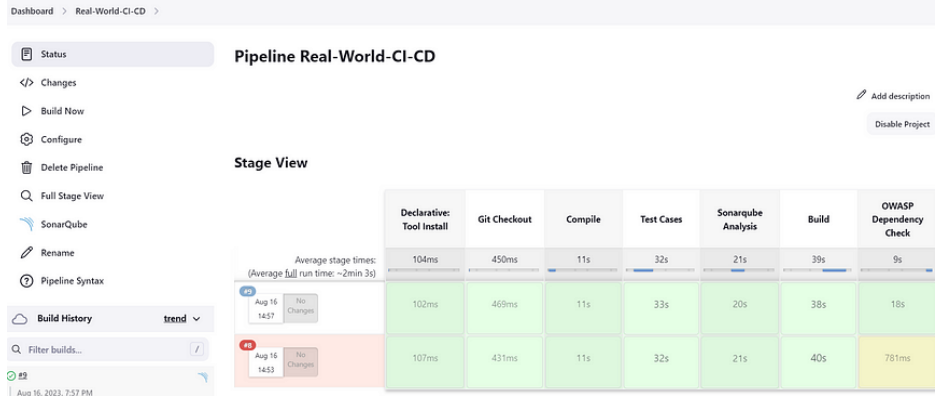 Dashboard > Real-World-CI-CD >
Status
</> Changes
Build Now
Configure
Delete Pipeline
Full Stage View
SonarQube
Rename
Pipeline Syntax
Build History trend
Filter builds... /
#9
Aug 16, 2023, 7:57 PM
Pipeline Real-World-CI-CD
Add description
Disable Project
Stage View
Declarative: Tool Install
Git Checkout
Compile
Test Cases
Sonarqube Analysis
Build
OWASP Dependency Check
Average stage times:
(Average full run time: ~2min 3s)
104ms 450ms 11s 32s 21s 39s 9s
#9
Aug 16
14:57
No Changes
102ms 469ms 11s 33s 20s 38s 18s
#8
Aug 16
14:53
No Changes
107ms 431ms 11s 32s 21s 40s 781ms